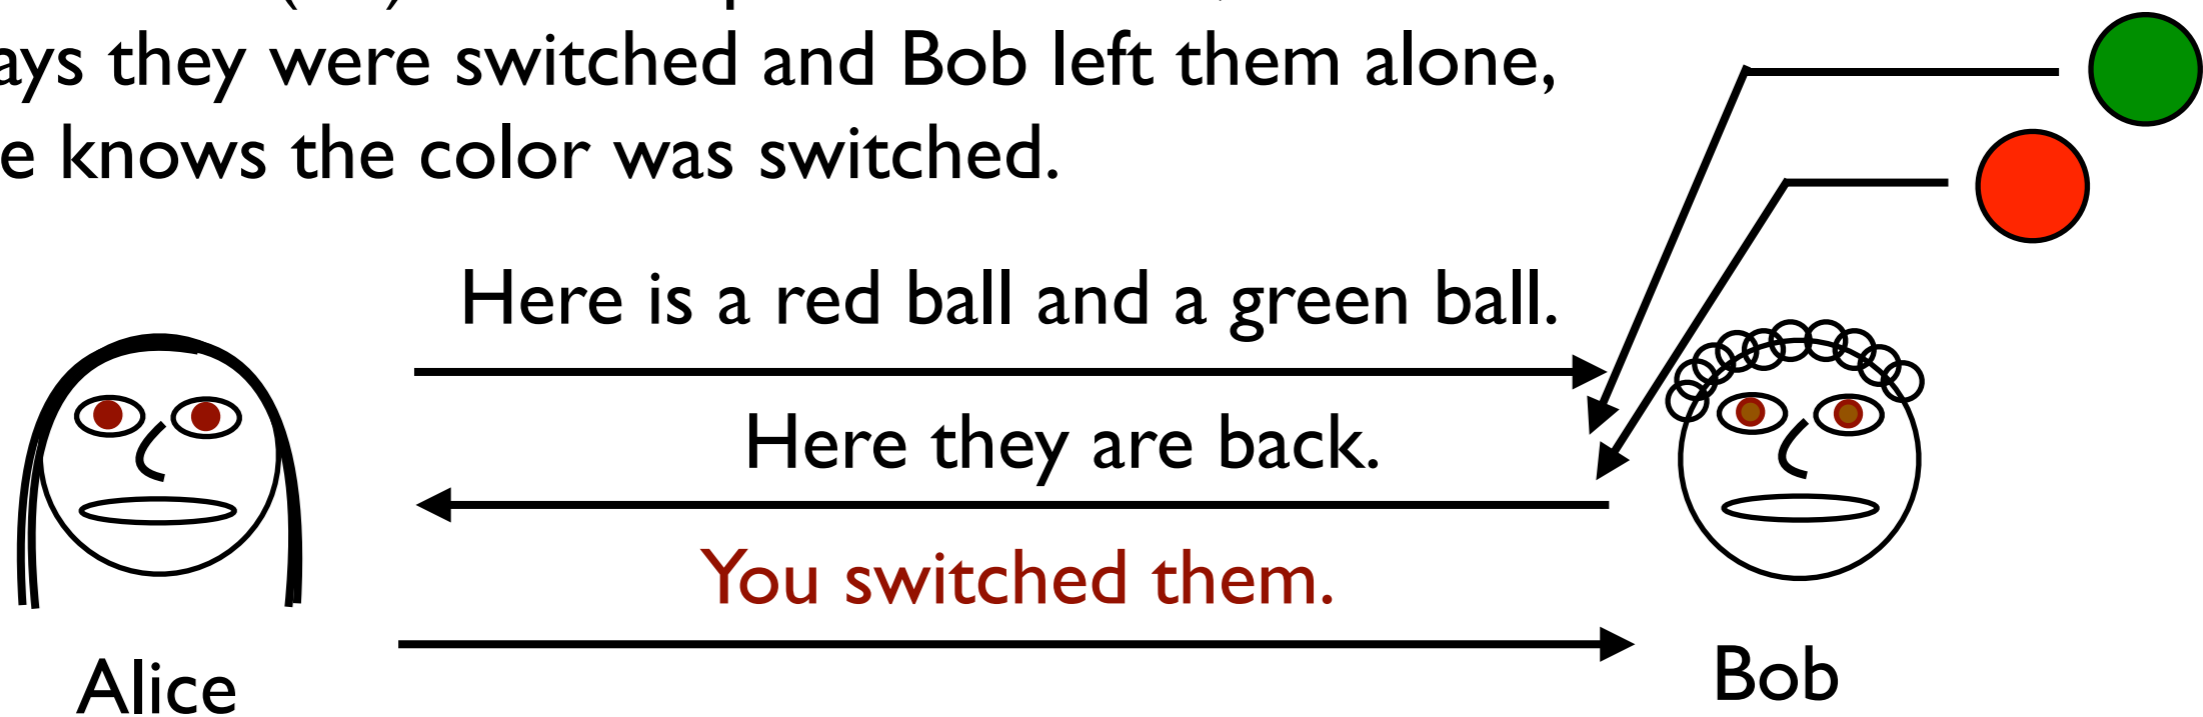 ays they were switched and Bob left them alone,
e knows the color was switched.
Here is a red ball and a green ball.
Here they are back.
You switched them.
Alice
Bob